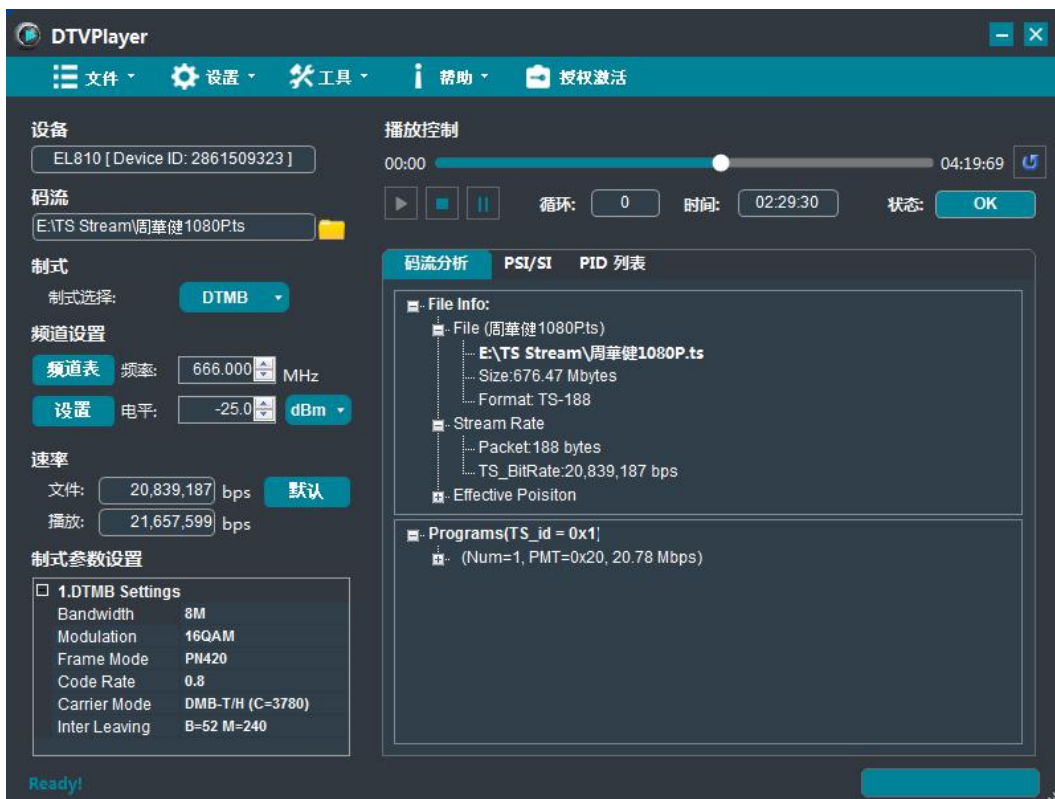 DTVPlayer
文件 设置 工具 帮助 授权激活
设备
EL810 [ Device ID: 2861509323 ]
码流
E:\TS Stream\周華健1080P.ts
制式
制式选择: DTMB
频道设置
频道表 频率: 666.000 MHz
设置 电平: -25.0 dBm
速率
文件: 20,839,187 bps 默认
播放: 21,657,599 bps
制式参数设置
1.DTMB Settings
Bandwidth 8M
Modulation 16QAM
Frame Mode PN420
Code Rate 0.8
Carrier Mode DMB-T/H (C=3780)
Inter Leaving B=52 M=240
播放控制
00:00 04:19:69
循环: 0 时间: 02:29:30 状态: OK
码流分析 PSI/SI PID 列表
File Info:
File (周華健1080P.ts)
E:\TS Stream\周華健1080P.ts
Size:676.47 Mbytes
Format: TS-188
Stream Rate
Packet:188 bytes
TS_BitRate:20,839,187 bps
Effective Poisiton
Programs(TS_id = 0x1)
(Num=1, PMT=0x20, 20.78 Mbps)
Ready!